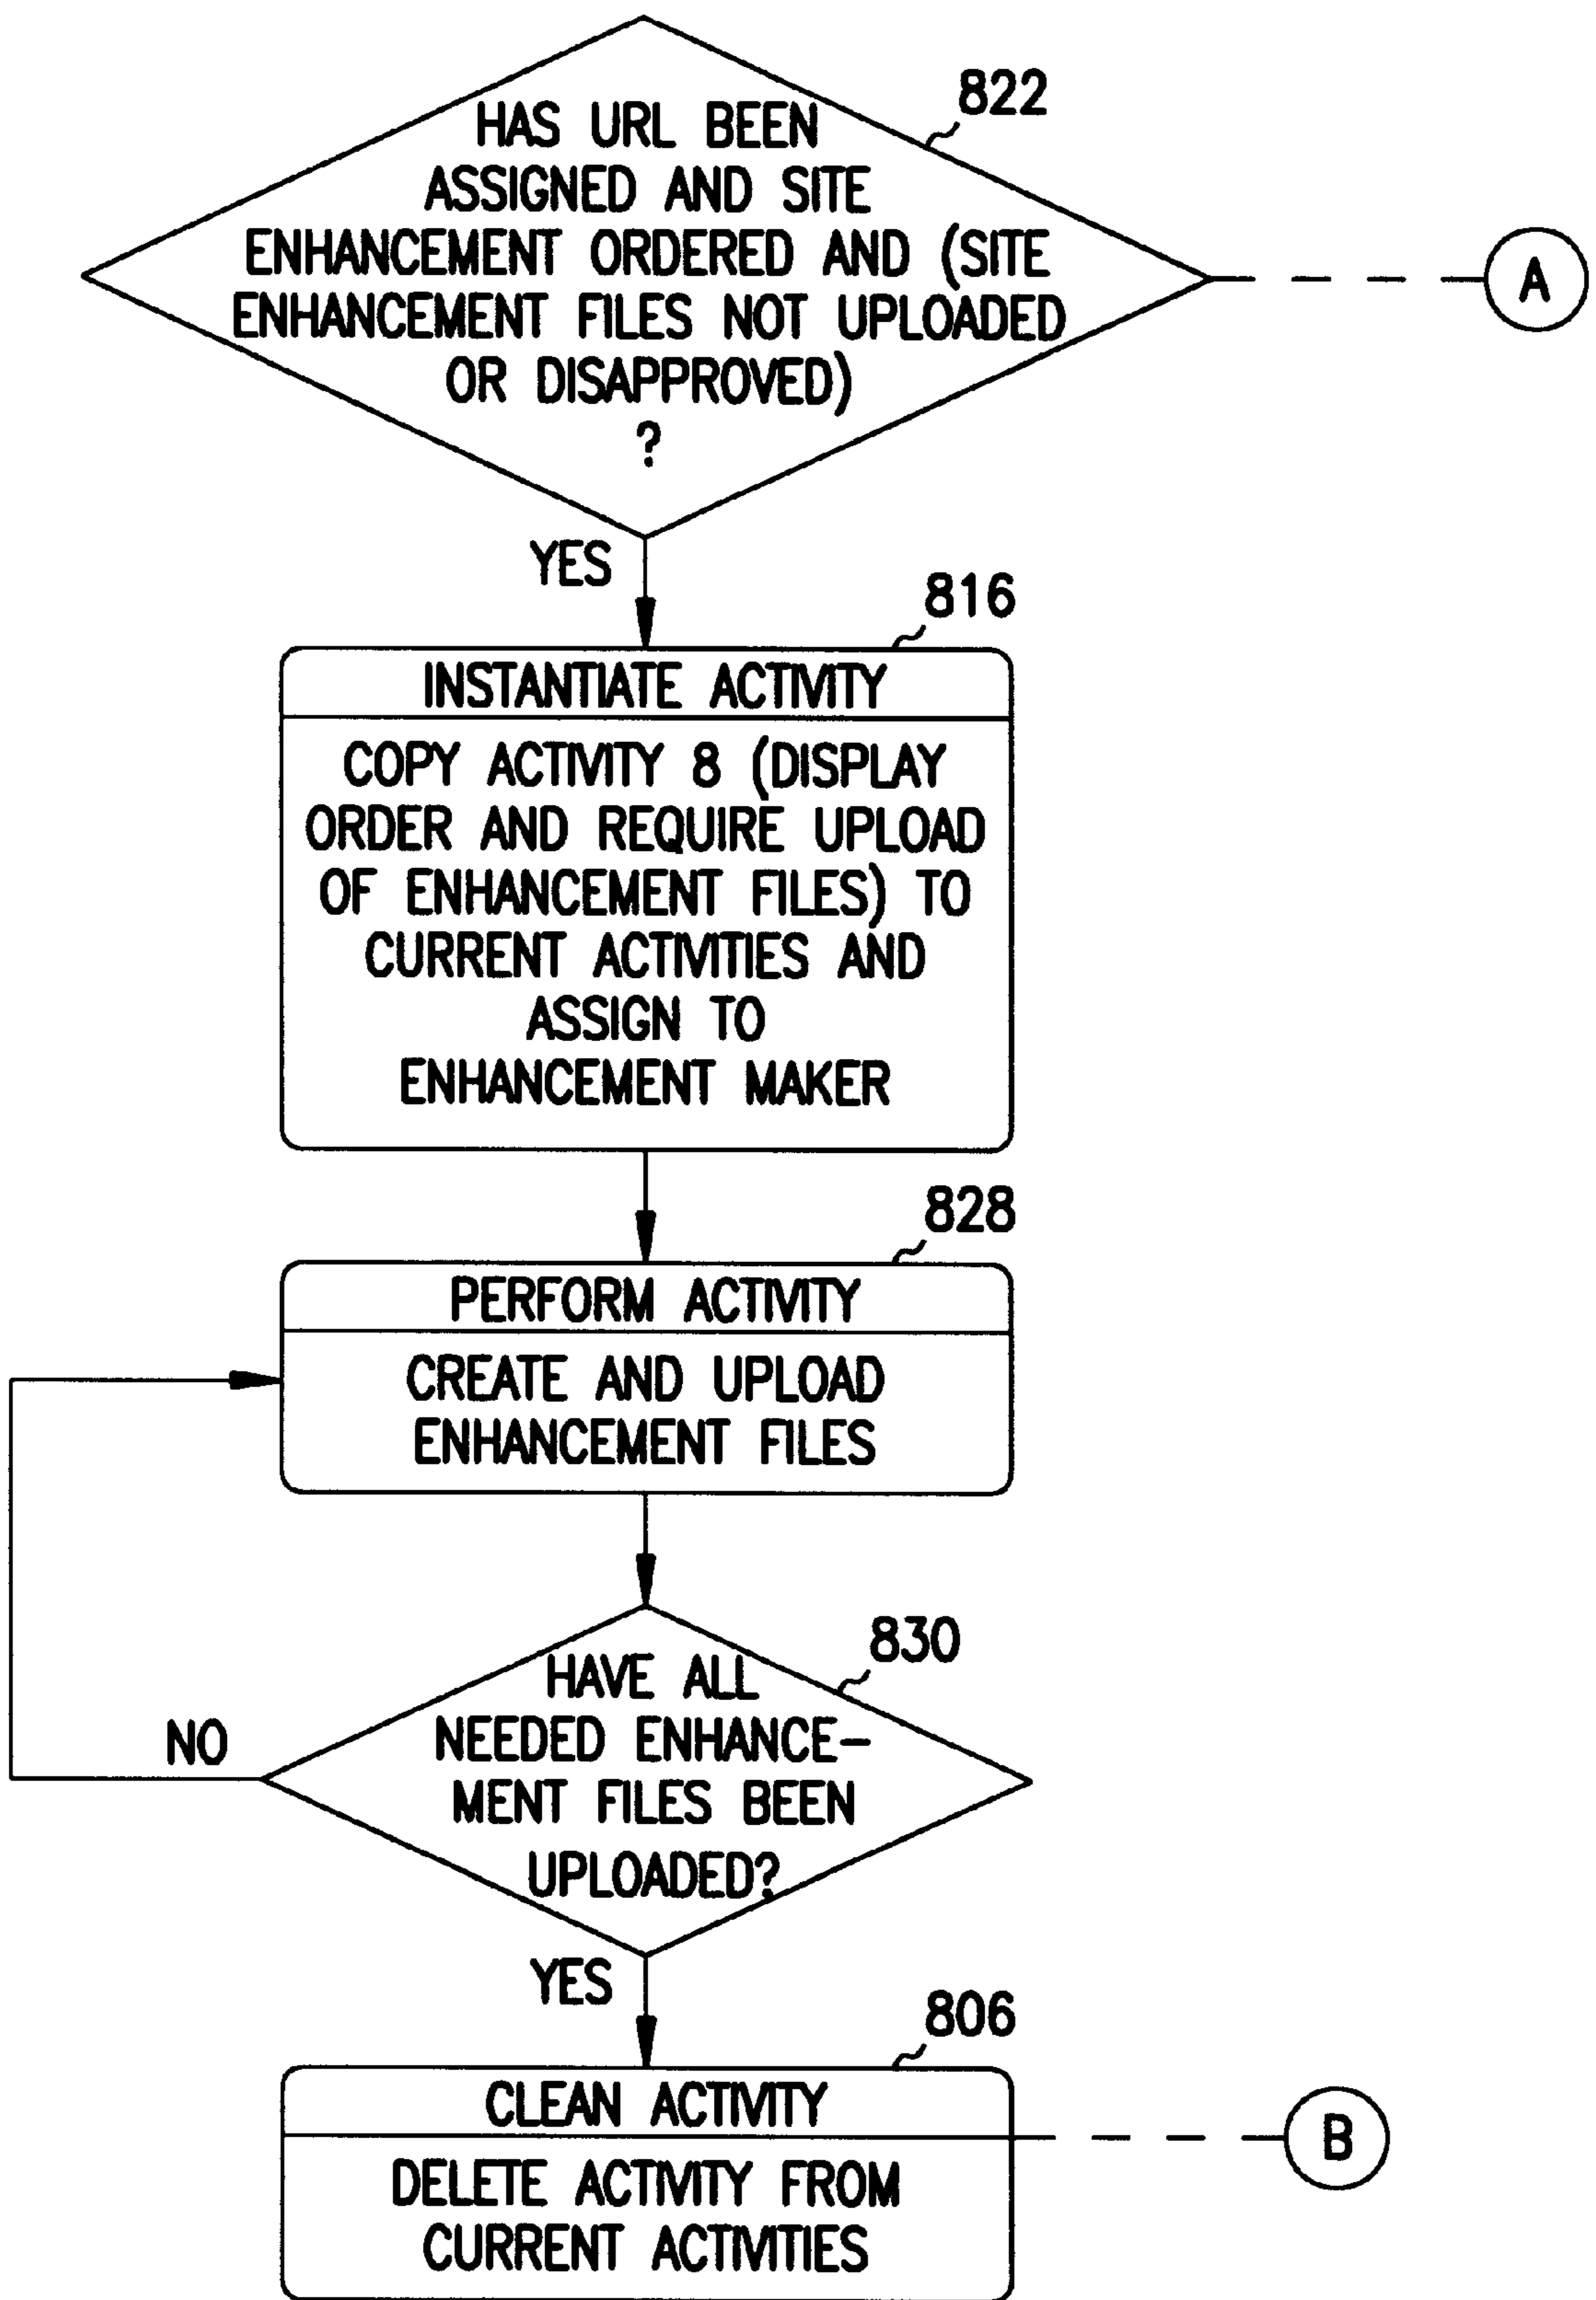 822
HAS URL BEEN
ASSIGNED AND SITE
ENHANCEMENT ORDERED AND (SITE
ENHANCEMENT FILES NOT UPLOADED
OR DISAPPROVED)
?
A
YES
816
INSTANTIATE ACTIVITY
COPY ACTIVITY 8 (DISPLAY
ORDER AND REQUIRE UPLOAD
OF ENHANCEMENT FILES) TO
CURRENT ACTIVITIES AND
ASSIGN TO
ENHANCEMENT MAKER
828
PERFORM ACTIVITY
CREATE AND UPLOAD
ENHANCEMENT FILES
830
HAVE ALL
NEEDED ENHANCE-
MENT FILES BEEN
UPLOADED?
NO
YES
806
CLEAN ACTIVITY
DELETE ACTIVITY FROM
CURRENT ACTIVITIES
B